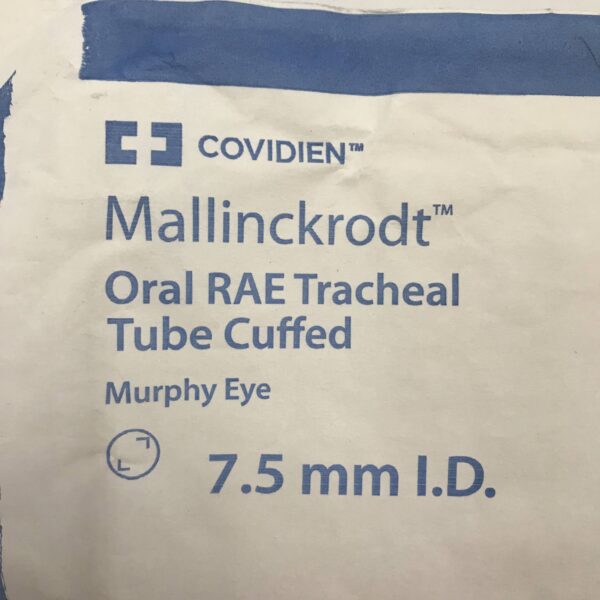 COVIDIEN™
Mallinckrodt™
Oral RAE Tracheal
Tube Cuffed
Murphy Eye
7.5 mm I.D.